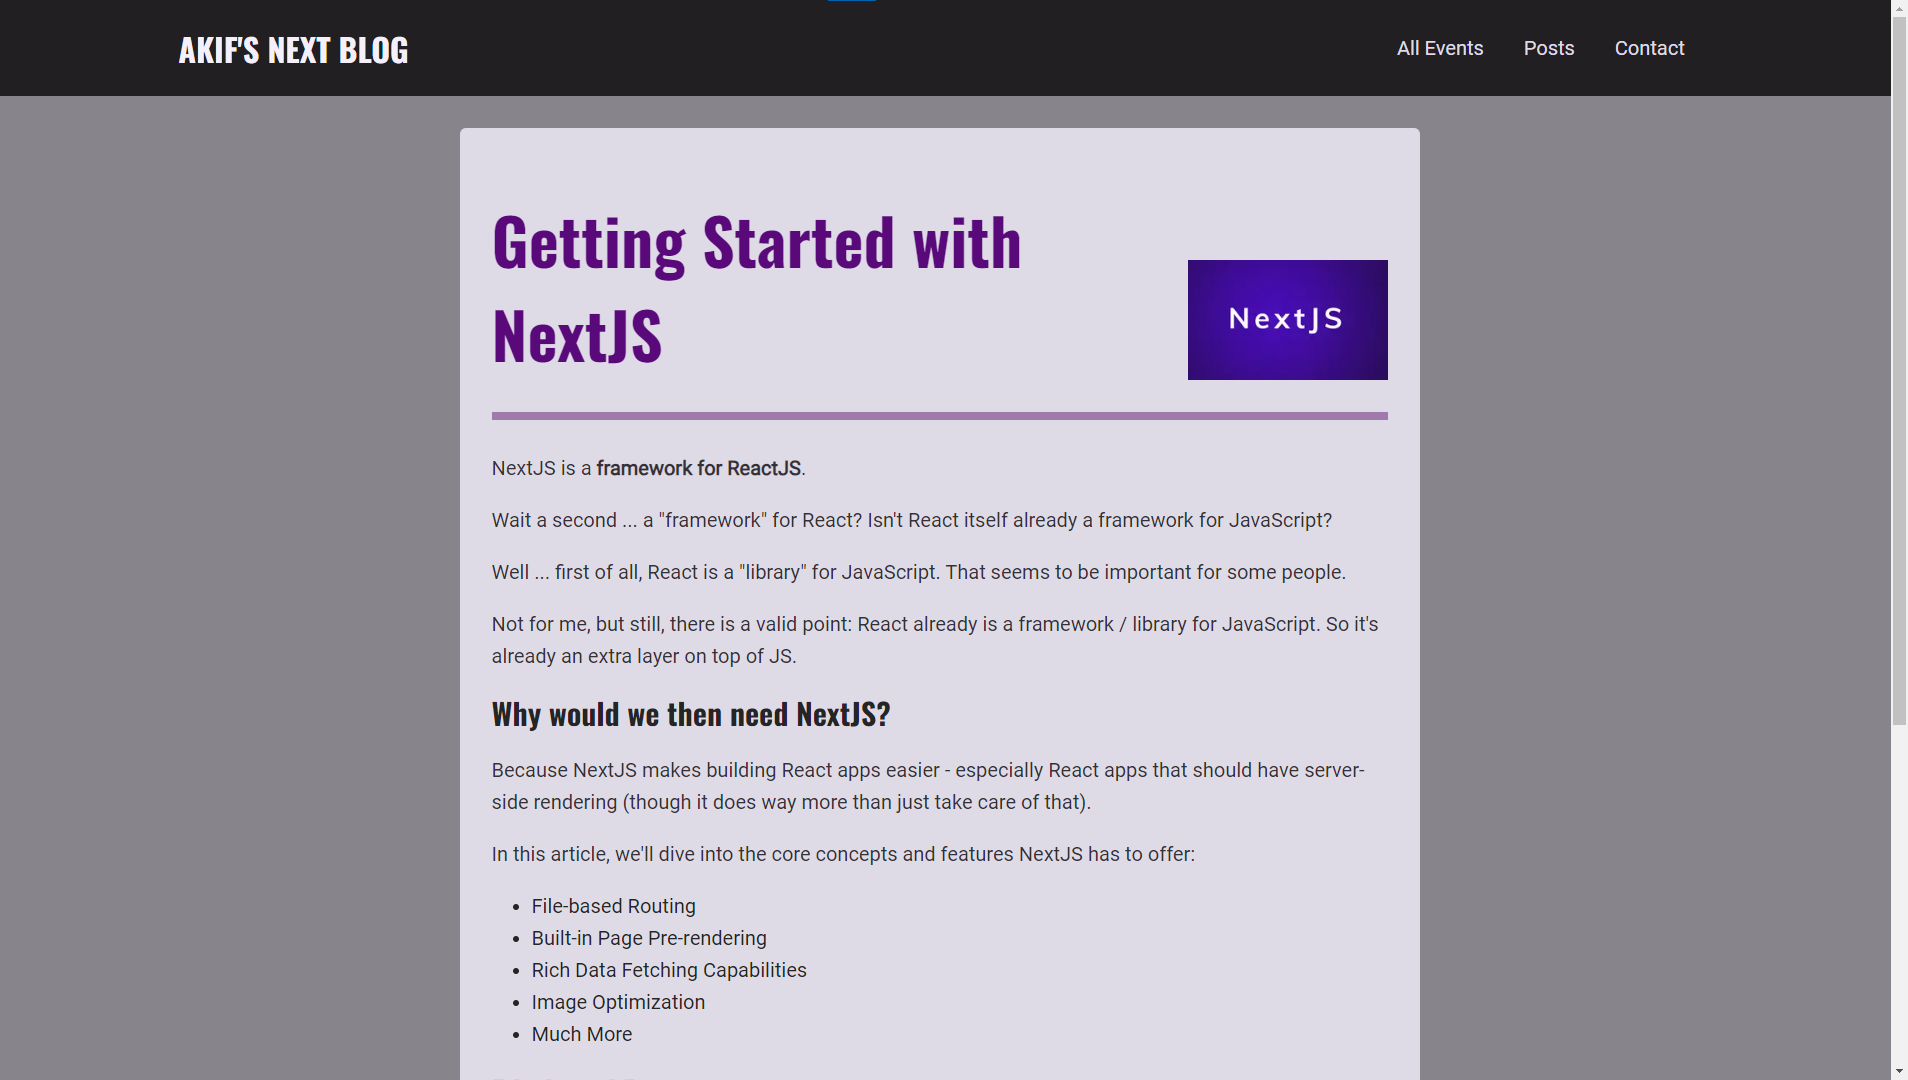 AKIF'S NEXT BLOG
All Events
Posts
Contact
Getting Started with
NextJS
NextJS
NextJS is a framework for ReactJS.
Wait a second ... a "framework" for React? Isn't React itself already a framework for JavaScript?
Well ... first of all, React is a "library" for JavaScript. That seems to be important for some people.
Not for me, but still, there is a valid point: React already is a framework / library for JavaScript. So it's
already an extra layer on top of JS.
Why would we then need NextJS?
Because NextJS makes building React apps easier - especially React apps that should have server-
side rendering (though it does way more than just take care of that).
In this article, we'll dive into the core concepts and features NextJS has to offer:
• File-based Routing
• Built-in Page Pre-rendering
• Rich Data Fetching Capabilities
• Image Optimization
• Much More